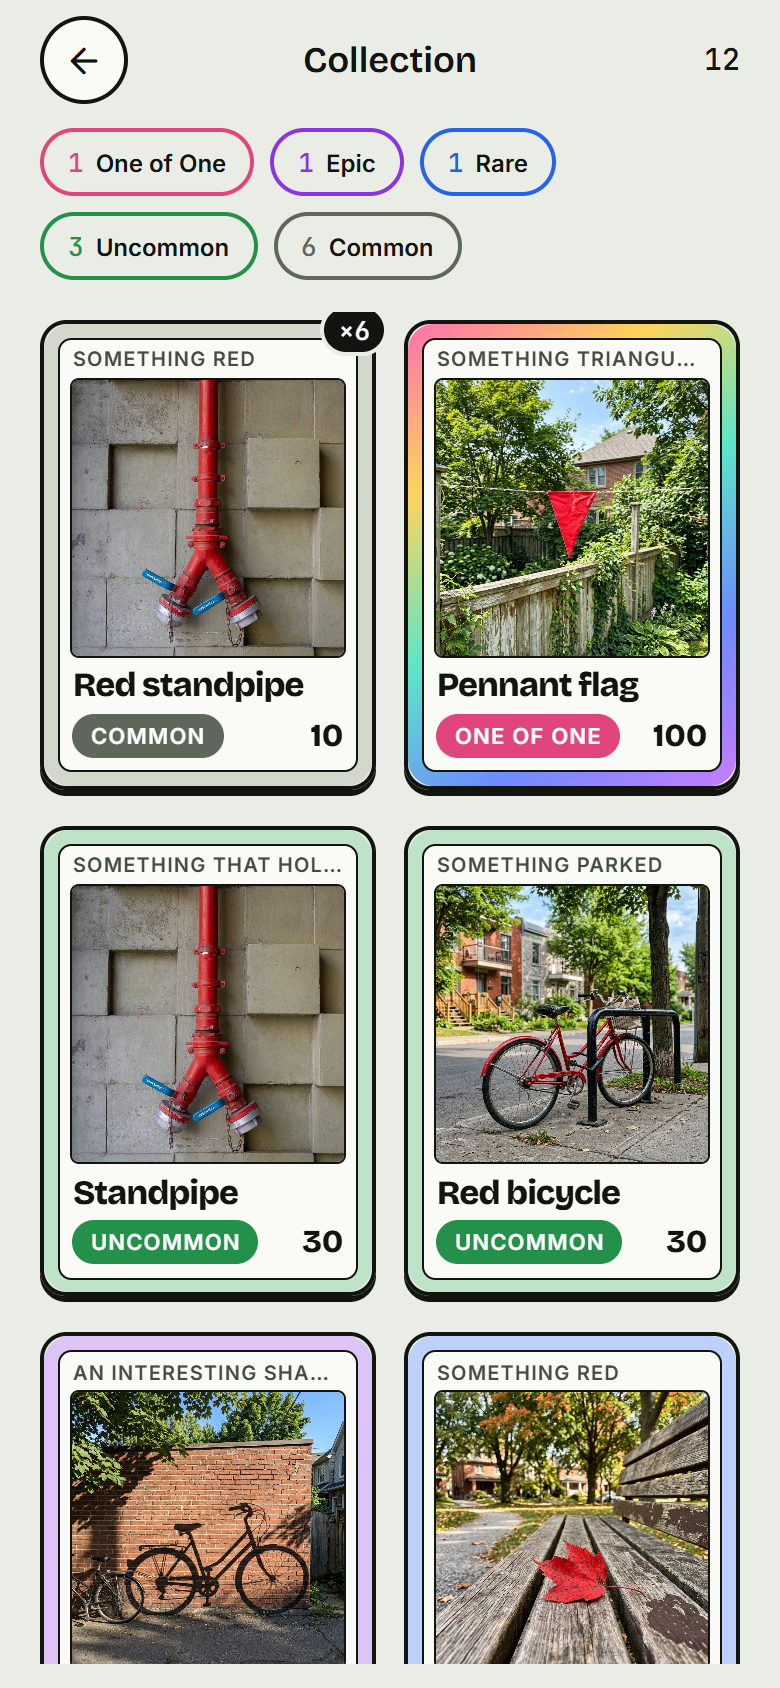 Collection
12
1 One of One
1 Epic
1 Rare
3 Uncommon
6 Common
×6
SOMETHING RED
SOMETHING TRIANGU...
Red standpipe
Pennant flag
COMMON 10
ONE OF ONE 100
SOMETHING THAT HOL...
SOMETHING PARKED
Standpipe
Red bicycle
UNCOMMON 30
UNCOMMON 30
AN INTERESTING SHA...
SOMETHING RED